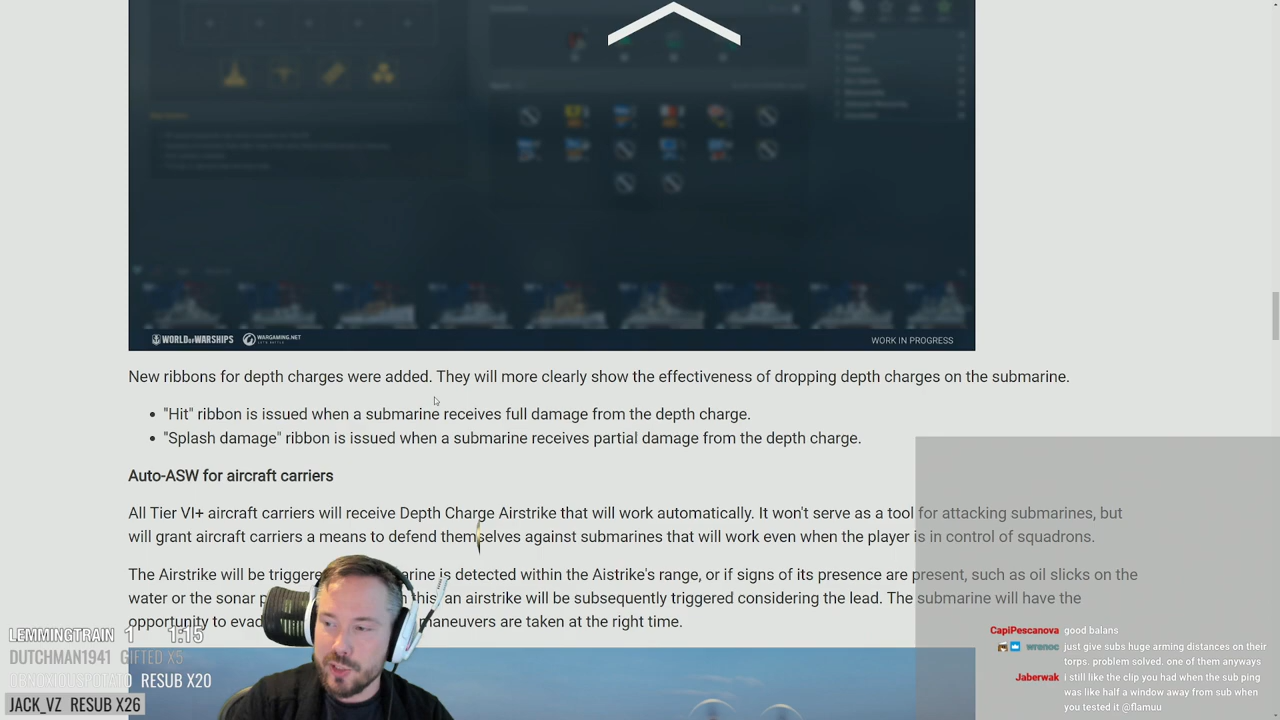 WORLD OF WARSHIPS WARGAMING.NET
LET'S BATTLE
WORK IN PROGRESS
New ribbons for depth charges were added. They will more clearly show the effectiveness of dropping depth charges on the submarine.
• "Hit" ribbon is issued when a submarine receives full damage from the depth charge.
• "Splash damage" ribbon is issued when a submarine receives partial damage from the depth charge.
Auto-ASW for aircraft carriers
All Tier VI+ aircraft carriers will receive Depth Charge Airstrike that will work automatically. It won't serve as a tool for attacking submarines, but
will grant aircraft carriers a means to defend themselves against submarines that will work even when the player is in control of squadrons.
The Airstrike will be triggere rine is detected within the Aistrike's range, or if signs of its presence are present, such as oil slicks on the
water or the sonar p this, an airstrike will be subsequently triggered considering the lead. The submarine will have the
opportunity to evad maneuvers are taken at the right time.
LEMMINGTRAIN 1 1:15
DUTCHMAN1941 GIFTED X5
RESUB X20
JACK_VZ RESUB X26
CapiPescanova good balans
wrenoc just give subs huge arming distances on their
torps. problem solved. one of them anyways
Jaberwak i still like the clip you had when the sub ping
was like half a window away from sub when
you tested it @flamuu